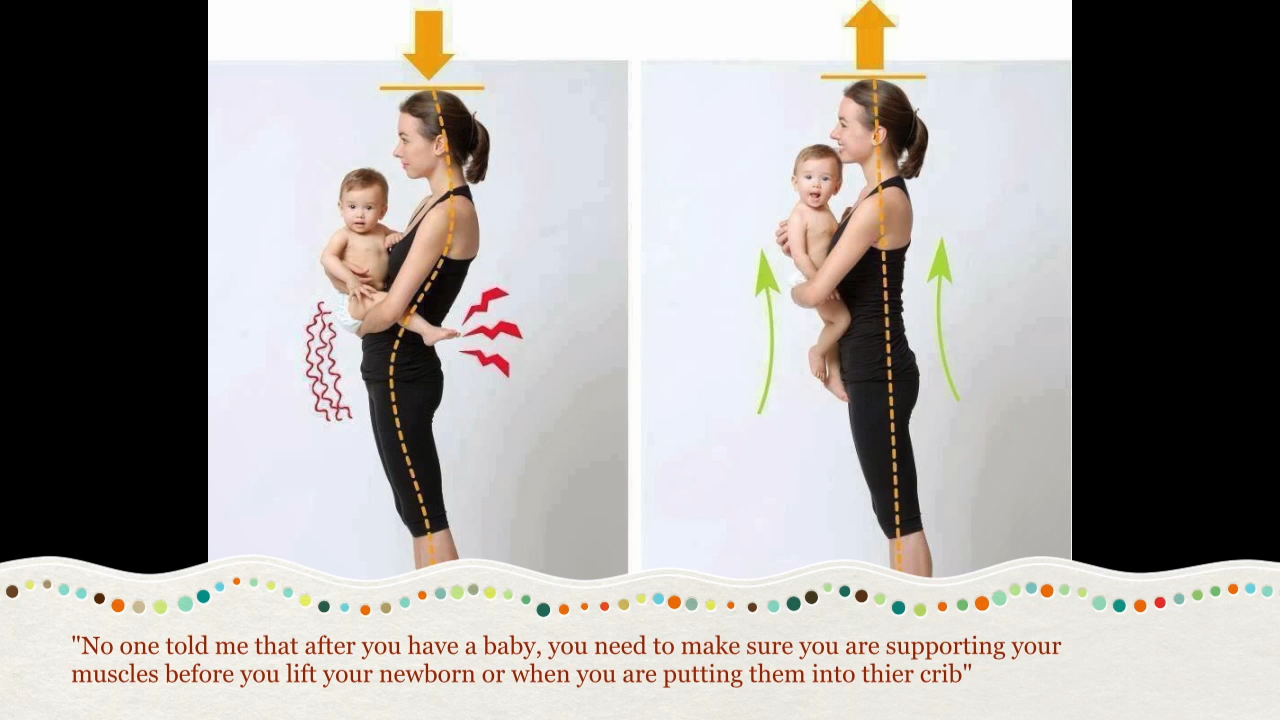 "No one told me that after you have a baby, you need to make sure you are supporting your
muscles before you lift your newborn or when you are putting them into thier crib"